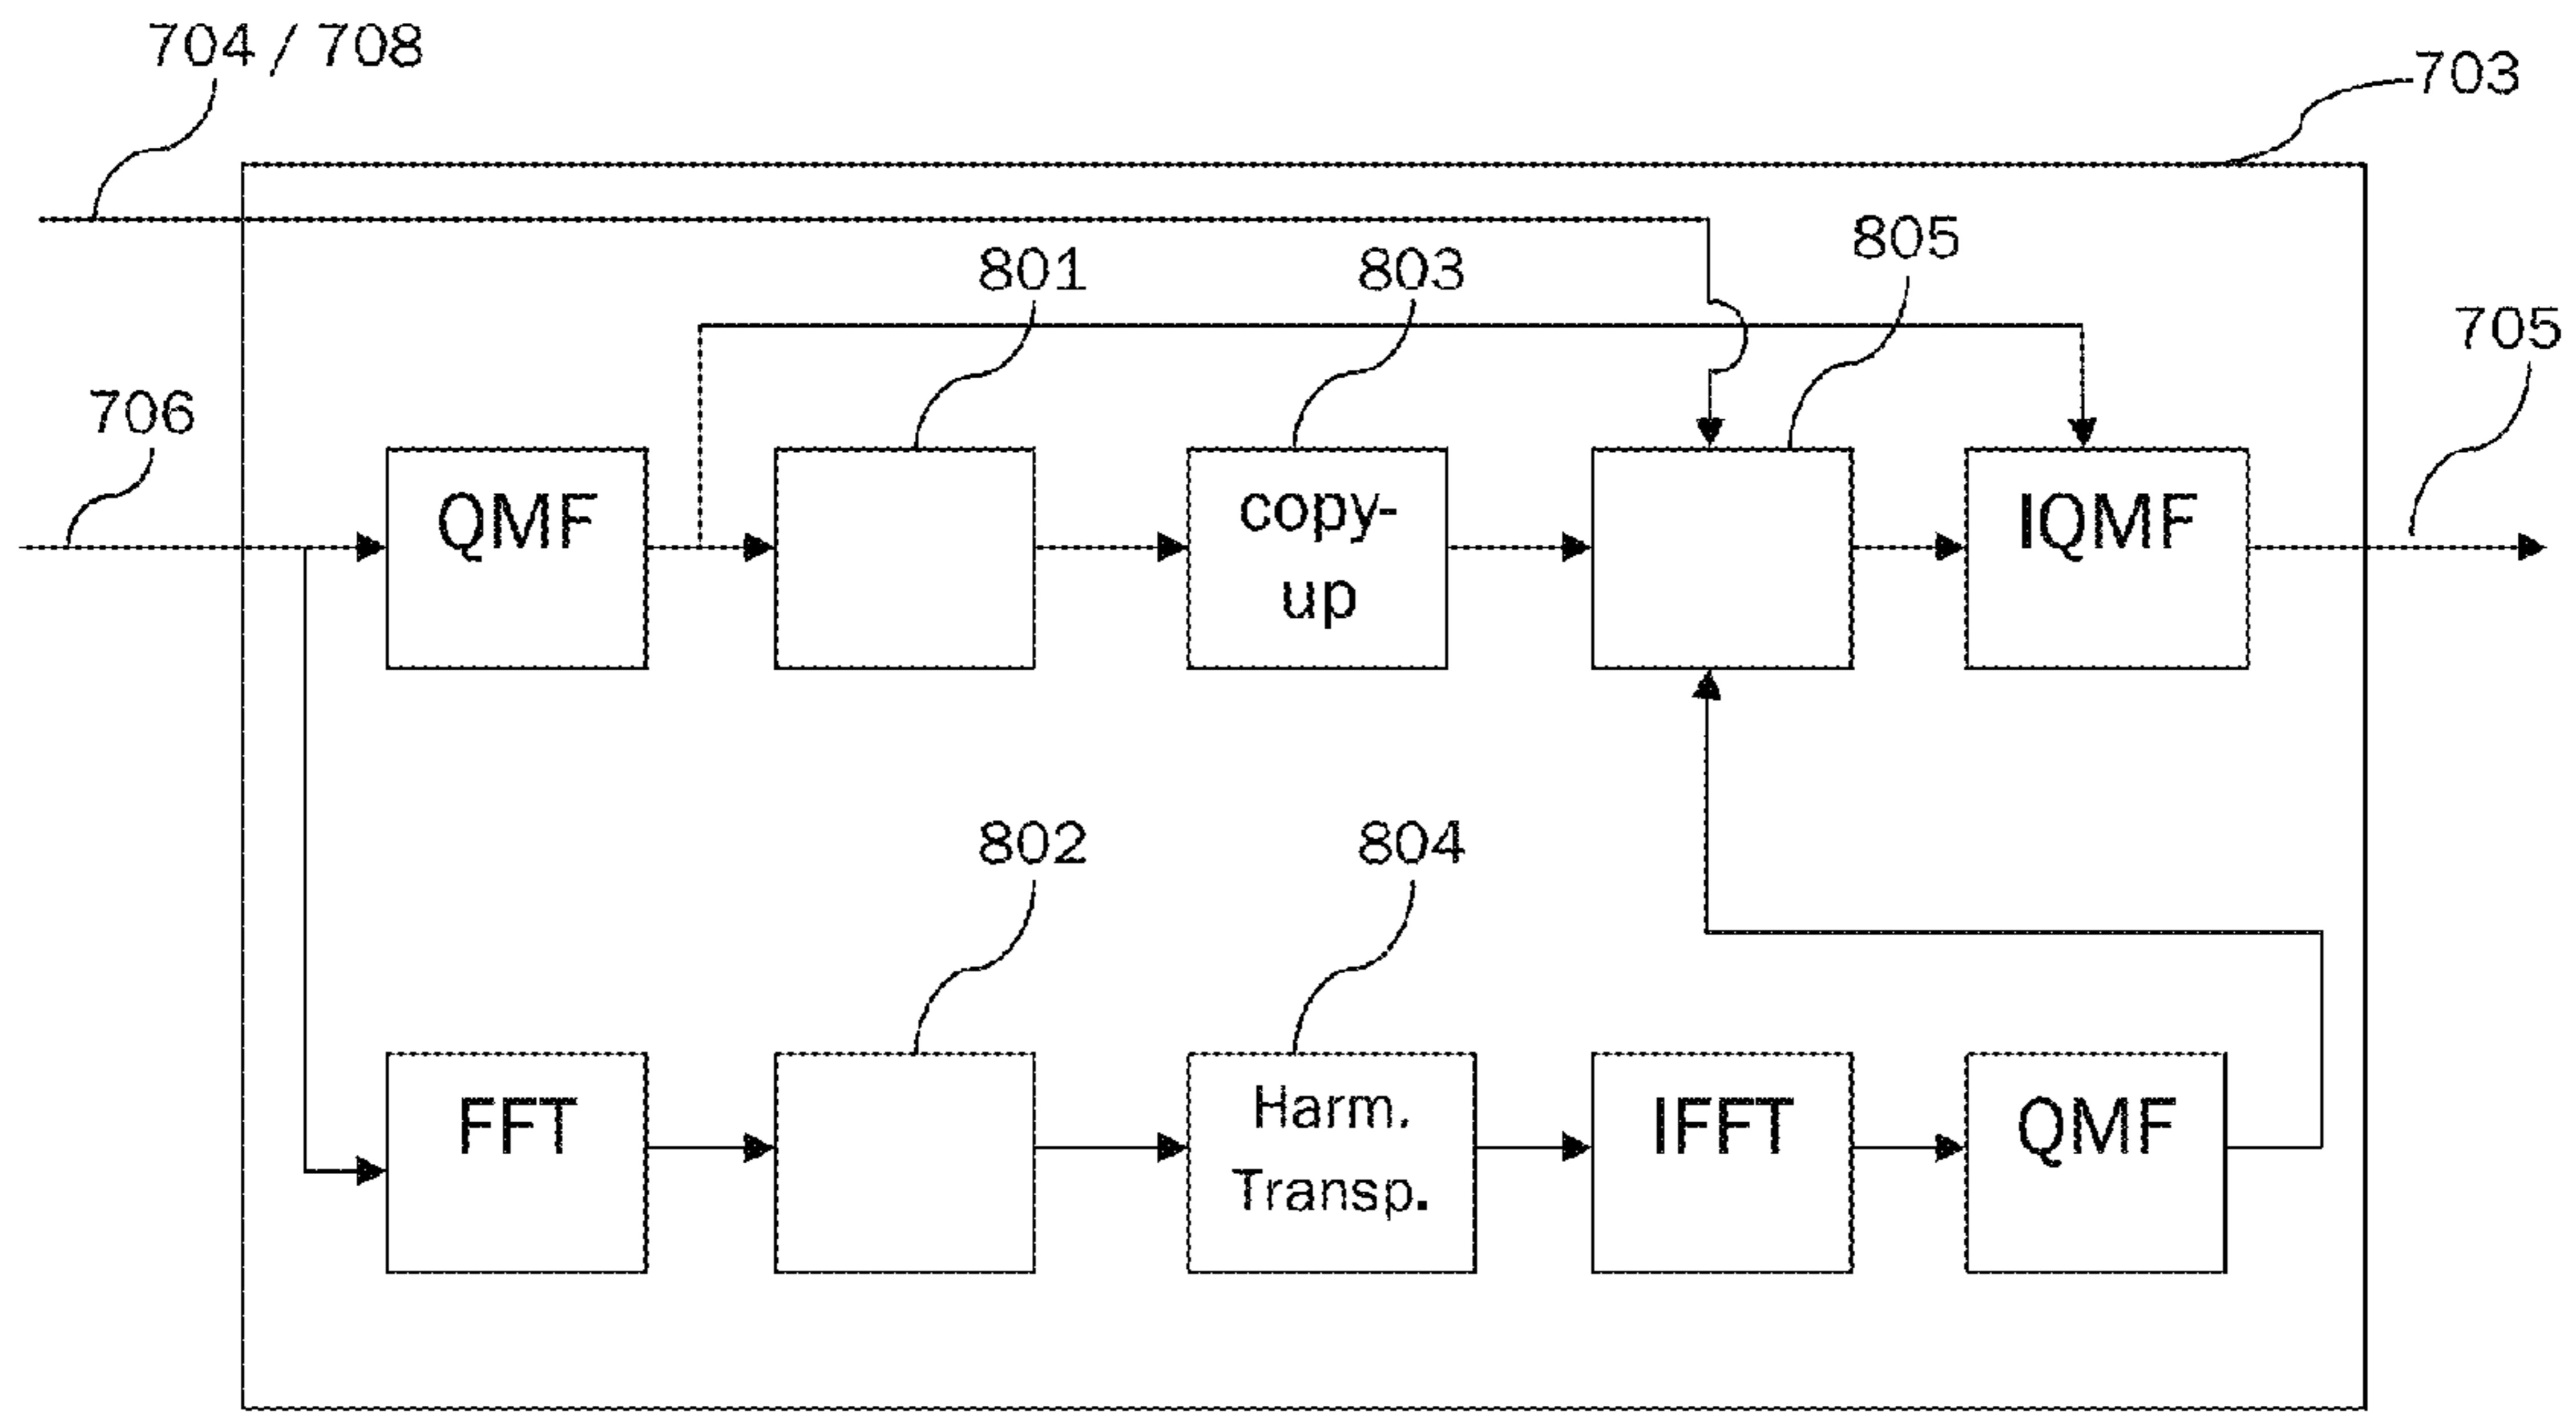 704 / 708
703
801
803
805
705
706
QMF
copy-
up
IQMF
802
804
FFT
Harm.
Transp.
IFFT
QMF